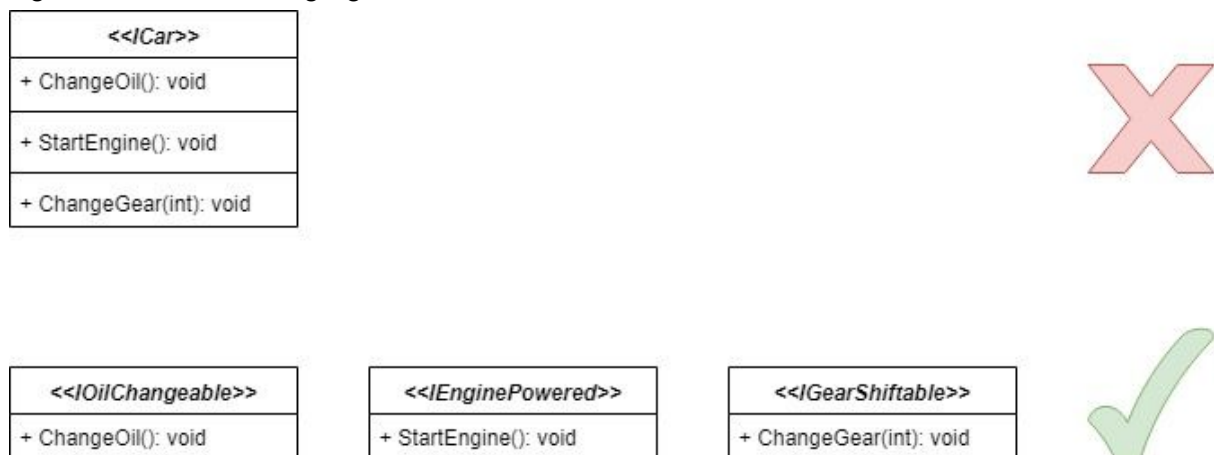 <<ICar>>
+ ChangeOil(): void
+ StartEngine(): void
+ ChangeGear(int): void
<<IOilChangeable>>
<<IEnginePowered>>
<<IGearShiftable>>
+ ChangeOil(): void
+ StartEngine(): void
+ ChangeGear(int): void